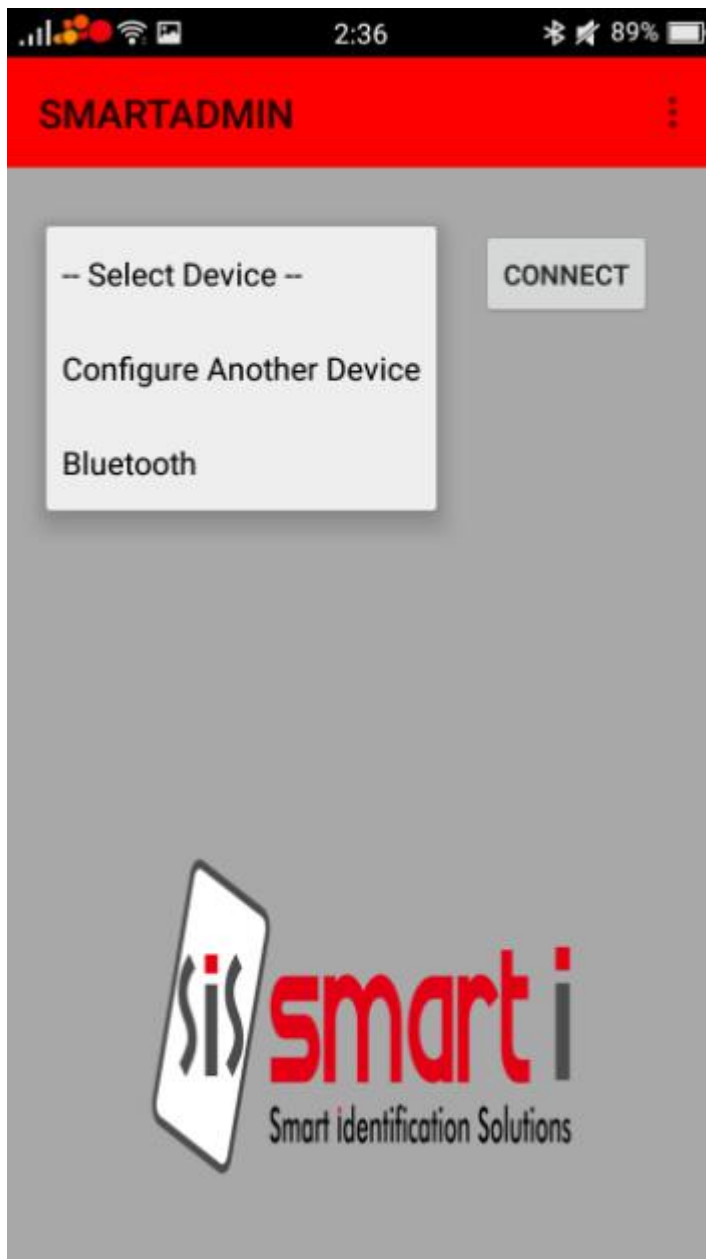 2:36
89%
SMARTADMIN
-- Select Device --
CONNECT
Configure Another Device
Bluetooth
sis
smart i
Smart identification Solutions